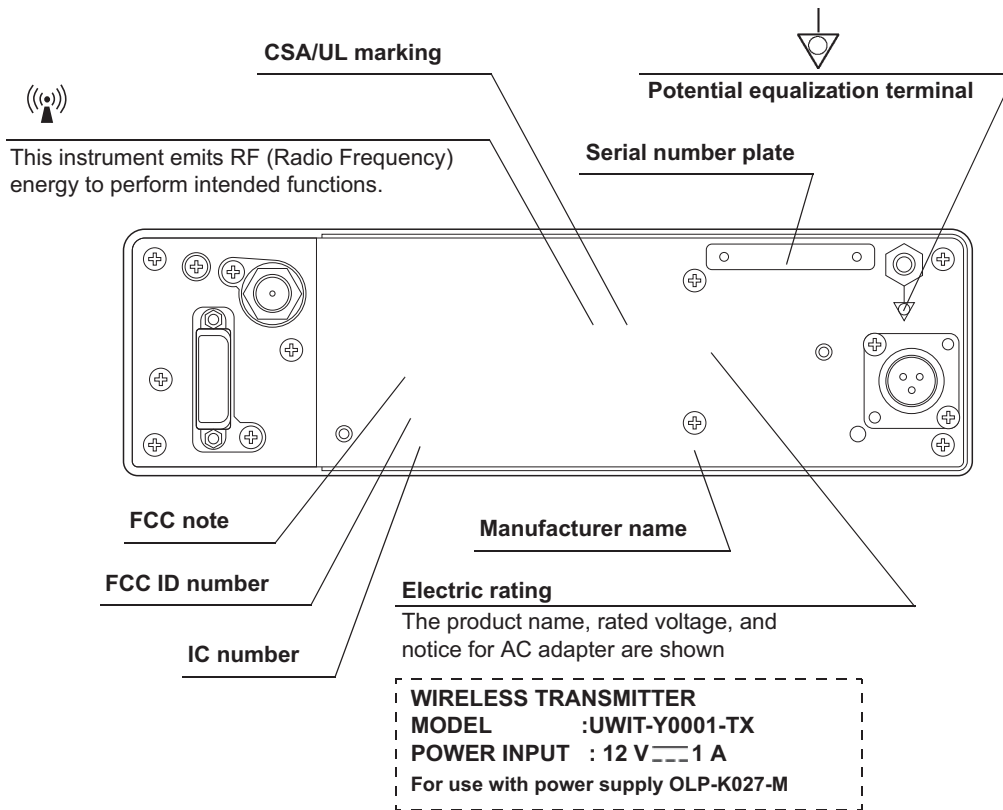 CSA/UL marking
Potential equalization terminal
This instrument emits RF (Radio Frequency)
energy to perform intended functions.
Serial number plate
FCC note
Manufacturer name
FCC ID number
Electric rating
The product name, rated voltage, and
notice for AC adapter are shown
IC number
WIRELESS TRANSMITTER
MODEL :UWIT-Y0001-TX
POWER INPUT : 12 V ⎓ 1 A
For use with power supply OLP-K027-M